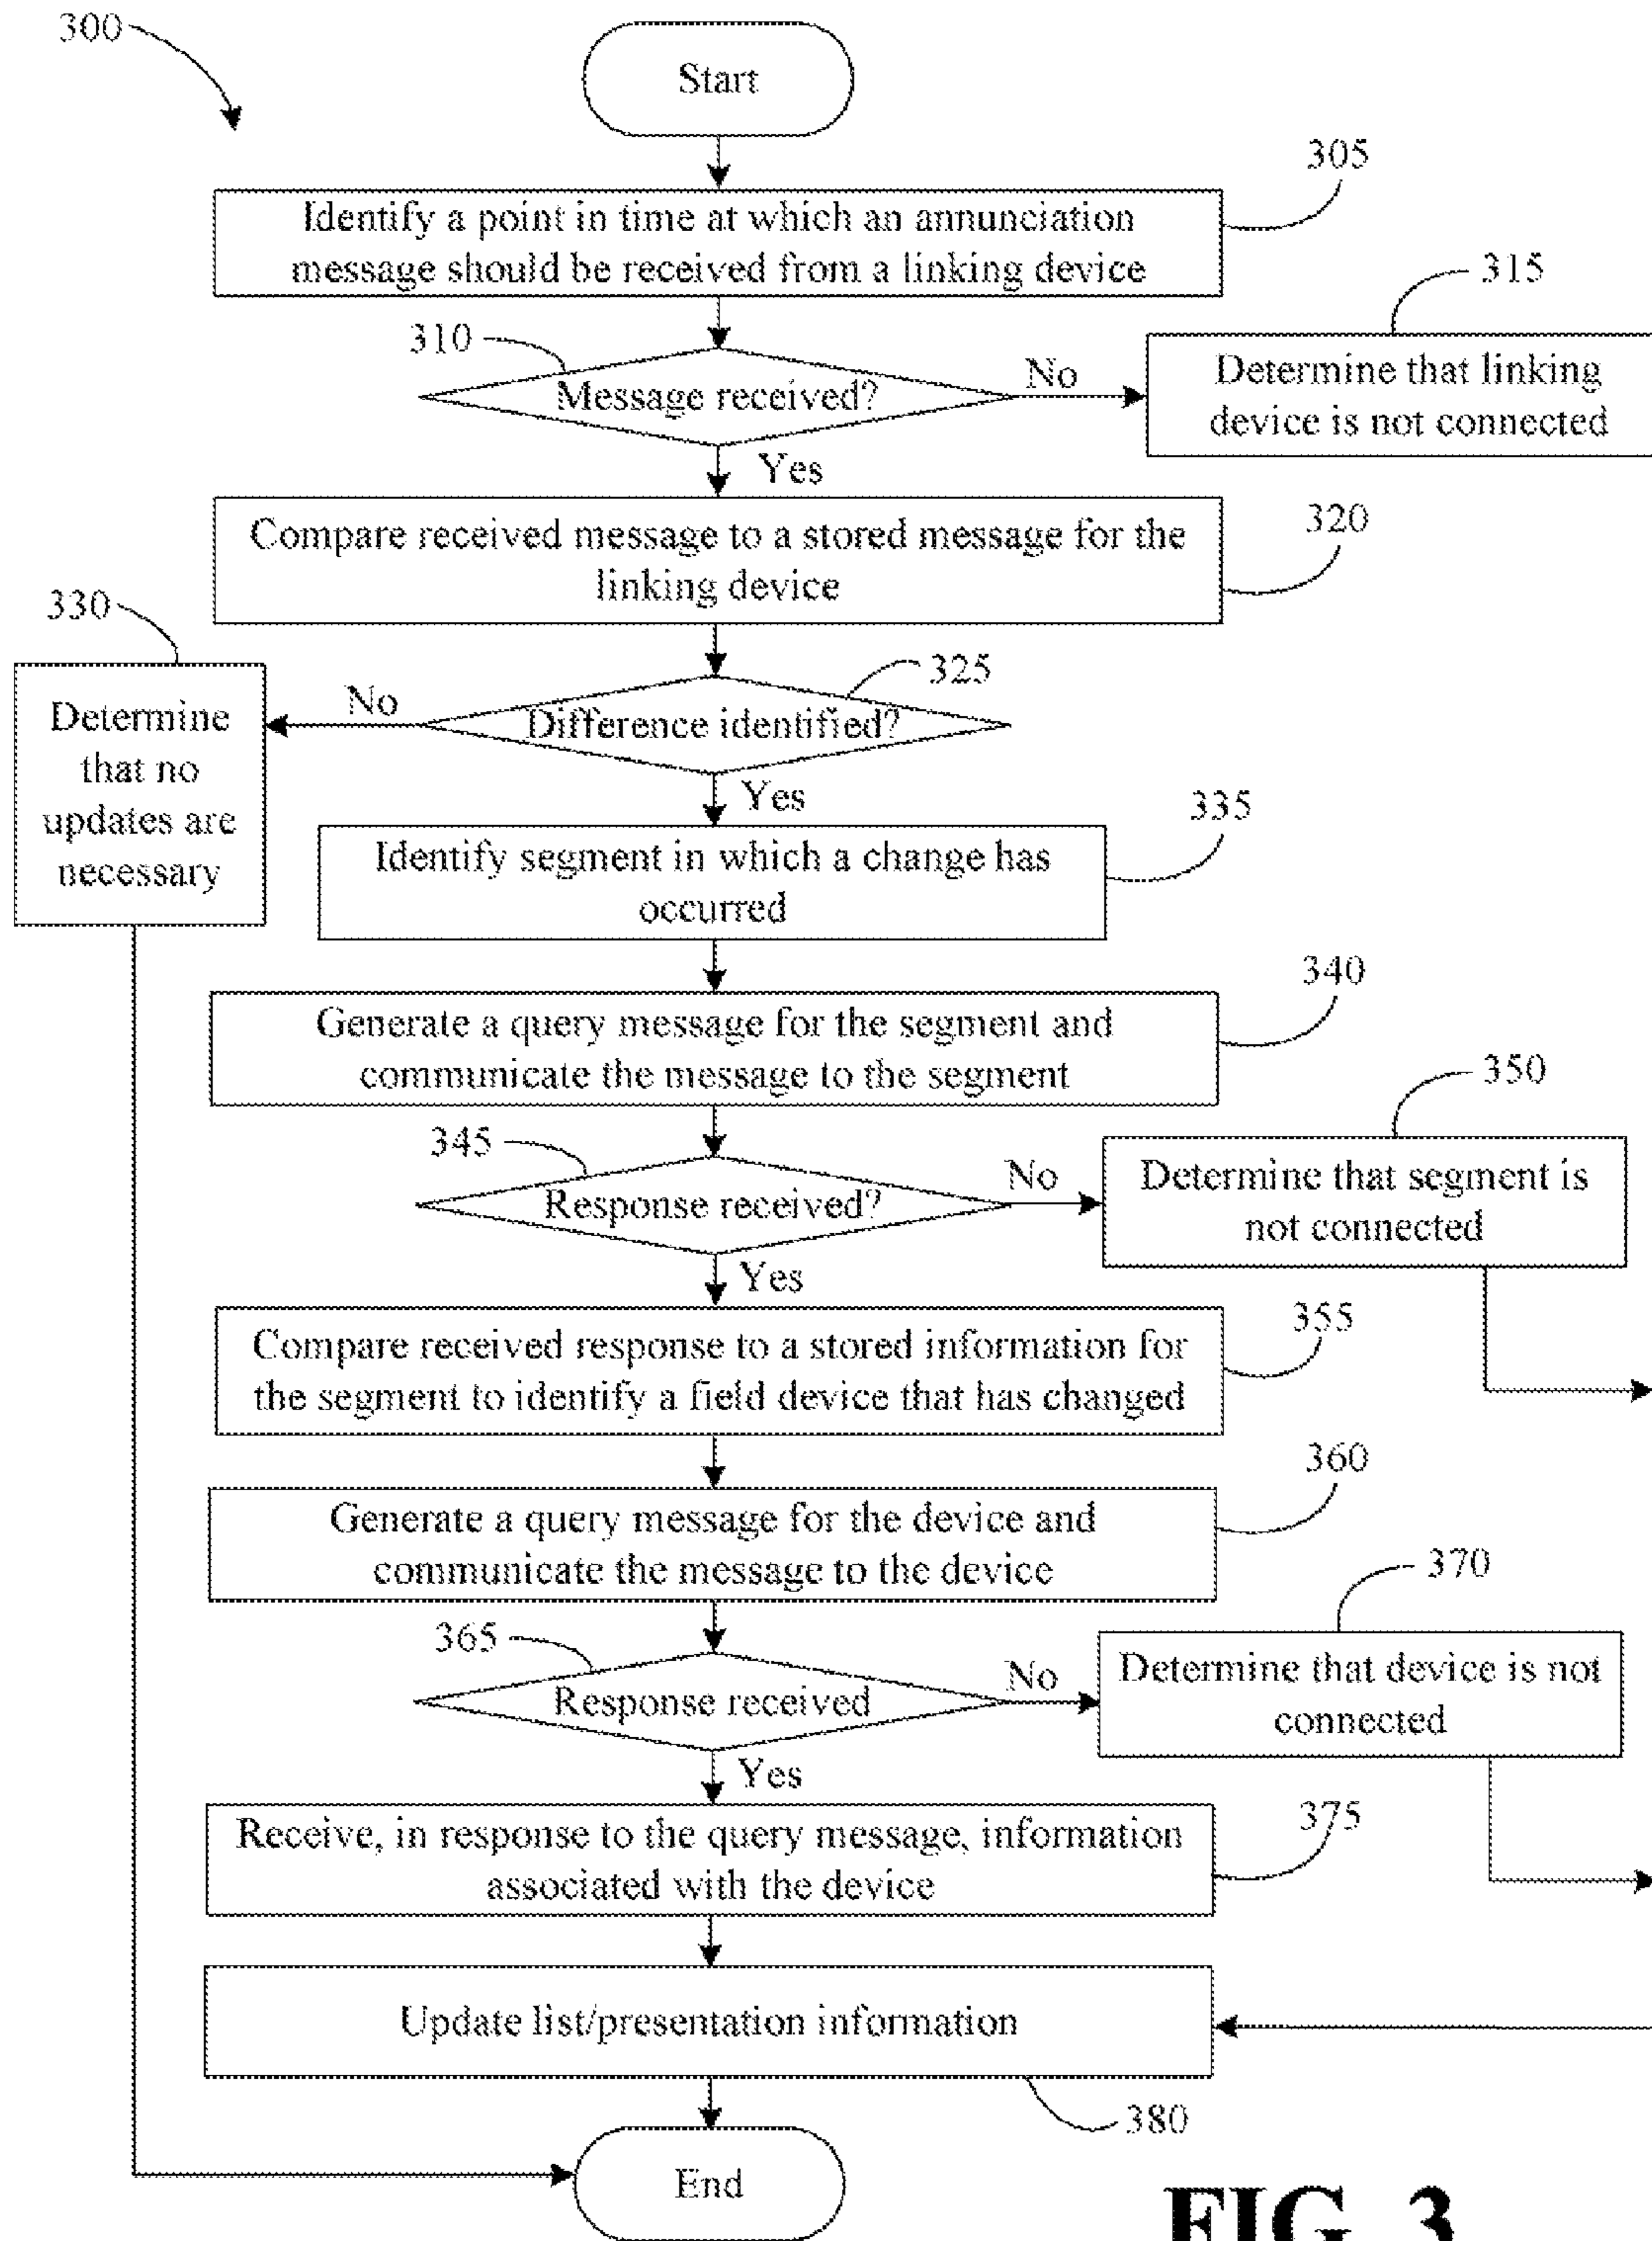 300
Start
305
Identify a point in time at which an annunciation
message should be received from a linking device
310
Message received?
No
315
Determine that linking
device is not connected
Yes
320
Compare received message to a stored message for the
linking device
325
Difference identified?
No
330
Determine
that no
updates are
necessary
Yes
335
Identify segment in which a change has
occurred
340
Generate a query message for the segment and
communicate the message to the segment
345
Response received?
No
350
Determine that segment is
not connected
Yes
355
Compare received response to a stored information for
the segment to identify a field device that has changed
360
Generate a query message for the device and
communicate the message to the device
365
Response received
No
370
Determine that device is not
connected
Yes
375
Receive, in response to the query message, information
associated with the device
Update list/presentation information
380
End
FIG. 3